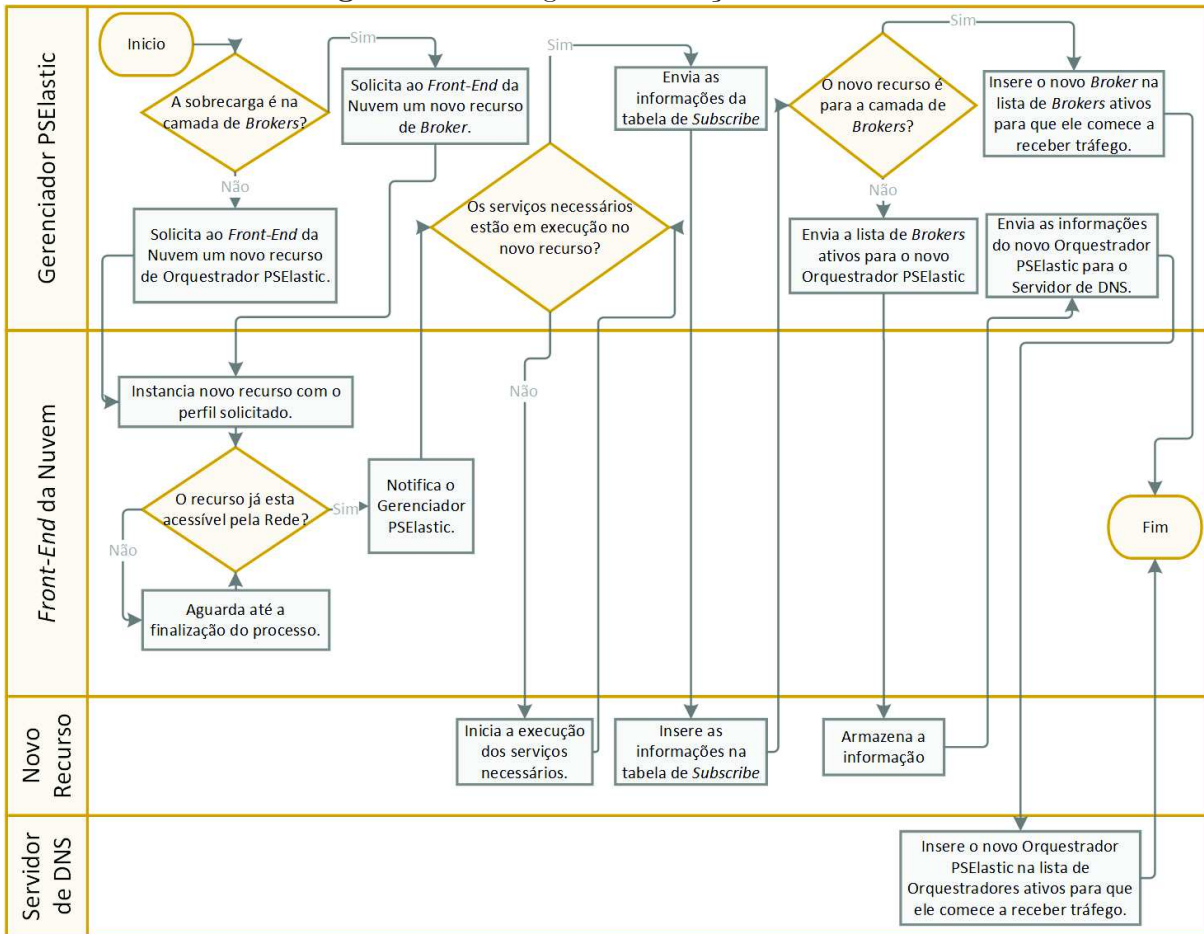 Gerenciador PSElastic
Inicio
A sobrecarga é na
camada de Brokers?
Sim
Solicita ao Front-End da
Nuvem um novo recurso
de Broker.
Não
Solicita ao Front-End da
Nuvem um novo recurso
de Orquestrador PSElastic.
Os serviços necessários
estão em execução no
novo recurso?
Sim
Não
Envia as
informações da
tabela de Subscribe
O novo recurso é
para a camada de
Brokers?
Sim
Não
Insere o novo Broker na
lista de Brokers ativos
para que ele comece a
receber tráfego.
Envia a lista de Brokers
ativos para o novo
Orquestrador PSElastic
Envia as informações
do novo Orquestrador
PSElastic para o
Servidor de DNS.
Front-End da Nuvem
Instancia novo recurso com o
perfil solicitado.
O recurso já esta
acessível pela Rede?
Sim
Não
Aguarda até a
finalização do processo.
Notifica o
Gerenciador
PSElastic.
Fim
Novo
Recurso
Inicia a execução
dos serviços
necessários.
Insere as
informações na
tabela de Subscribe
Armazena a
informação
Servidor
de DNS
Insere o novo Orquestrador
PSElastic na lista de
Orquestradores ativos para que
ele comece a receber tráfego.